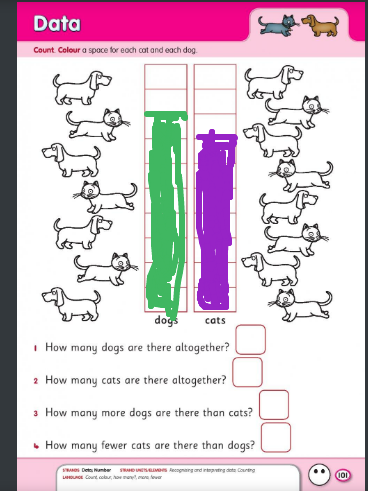 Data
Count. Colour a space for each cat and each dog.
dogs cats
1 How many dogs are there altogether?
2 How many cats are there altogether?
3 How many more dogs are there than cats?
4 How many fewer cats are there than dogs?
STRANDS Data, Number STRAND UNITS/ELEMENTS Recognising and interpreting data; Counting
LANGUAGE Count, colour, how many?, more, fewer
101